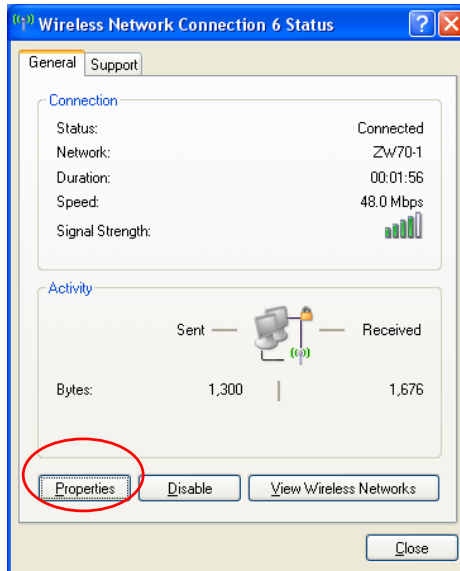 Wireless Network Connection 6 Status
General Support
Connection
Status: Connected
Network: ZW70-1
Duration: 00:01:56
Speed: 48.0 Mbps
Signal Strength:
Activity
Sent — — Received
Bytes: 1,300 | 1,676
Properties Disable View Wireless Networks
Close